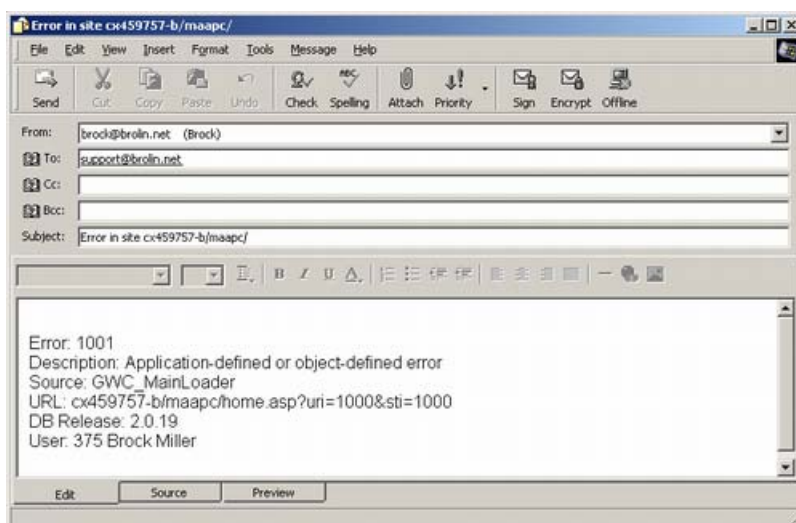 Error in site cx459757-b/maapc/
File Edit View Insert Format Tools Message Help
Send Cut Copy Paste Undo Check Spelling Attach Priority Sign Encrypt Offline
From: brock@brolin.net (Brock)
To: support@brolin.net
Cc:
Bcc:
Subject: Error in site cx459757-b/maapc/
B I U A
Error: 1001
Description: Application-defined or object-defined error
Source: GWC_MainLoader
URL: cx459757-b/maapc/home.asp?uri=1000&sti=1000
DB Release: 2.0.19
User: 375 Brock Miller
Edit Source Preview